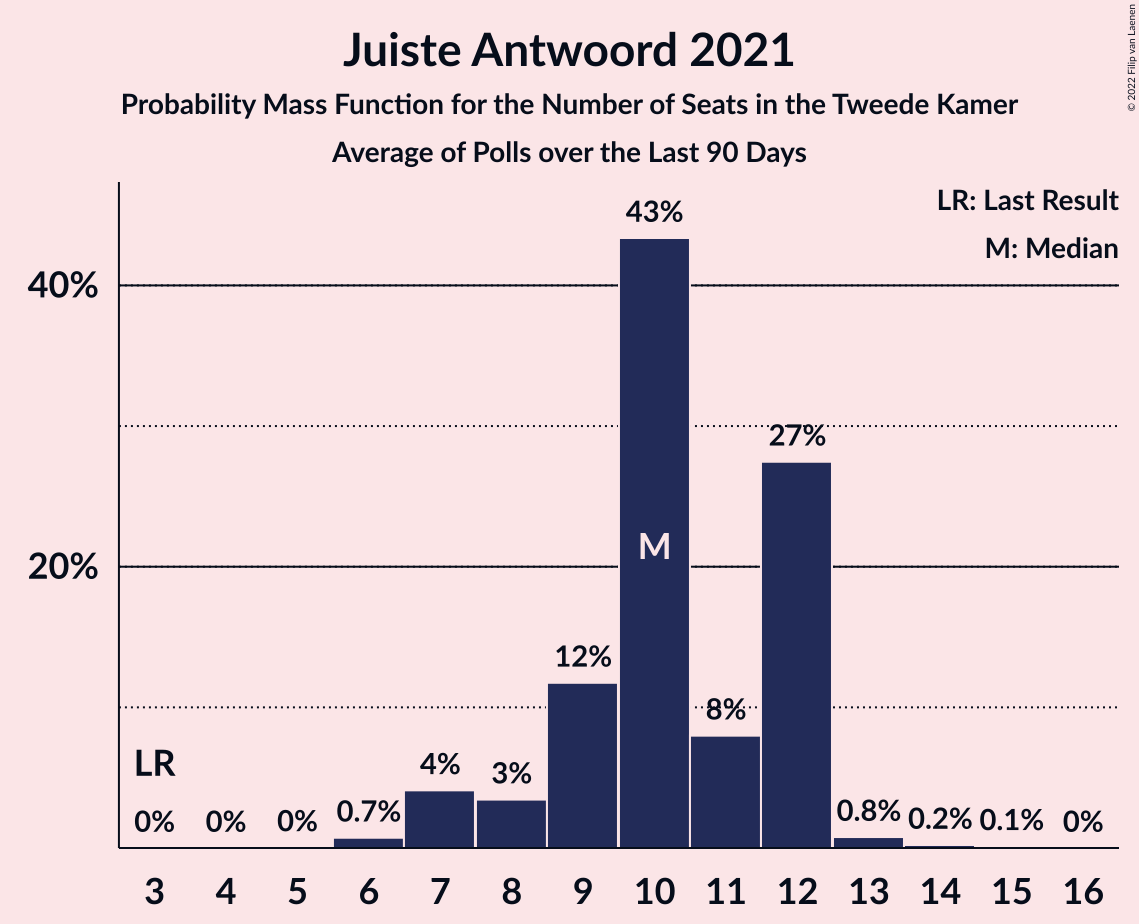 Juiste Antwoord 2021
Probability Mass Function for the Number of Seats in the Tweede Kamer
Average of Polls over the Last 90 Days
© 2022 Filip van Laenen
LR: Last Result
M: Median
43%
40%
27%
M
20%
12%
8%
LR
4%
3%
0% 0% 0% 0.7% 0.8% 0.2% 0.1% 0%
3 4 5 6 7 8 9 10 11 12 13 14 15 16